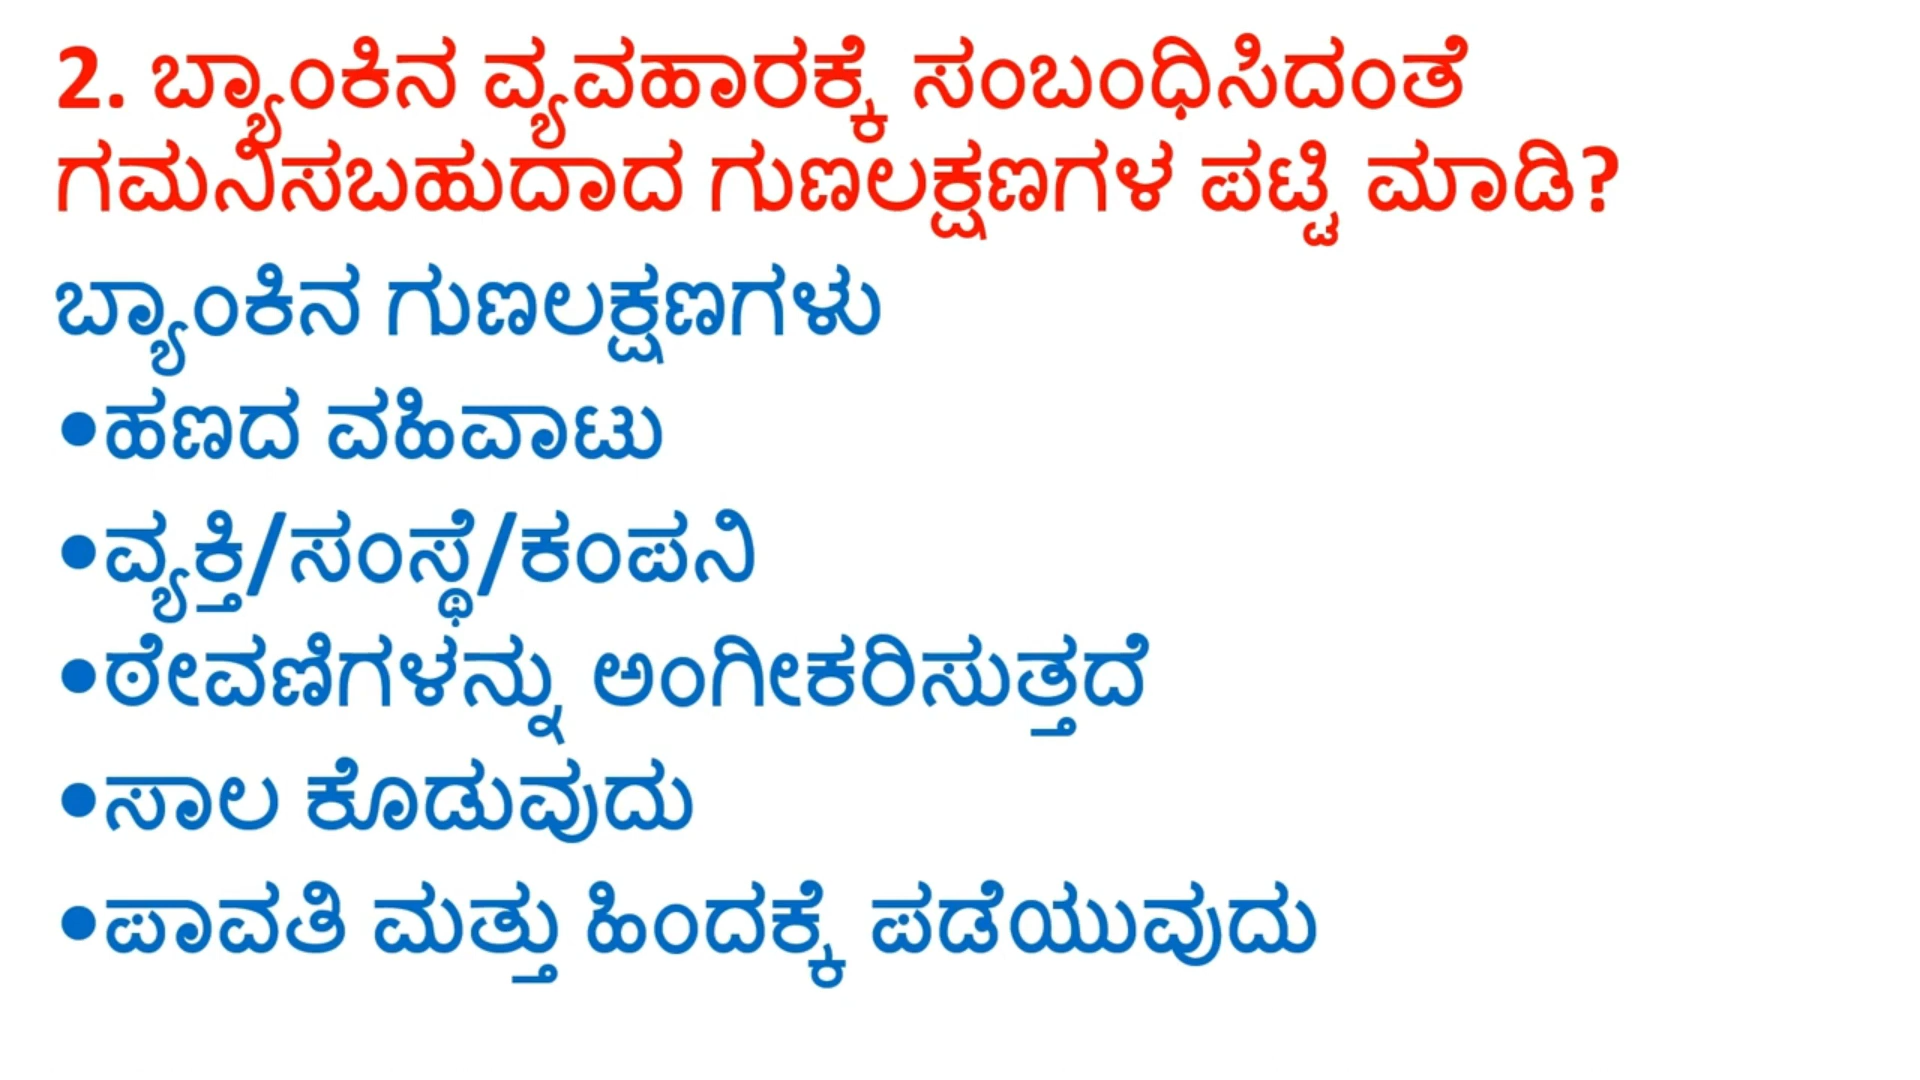 2. ಬ್ಯಾಂಕಿನ ವ್ಯವಹಾರಕ್ಕೆ ಸಂಬಂಧಿಸಿದಂತೆ
ಗಮನಿಸಬಹುದಾದ ಗುಣಲಕ್ಷಣಗಳ ಪಟ್ಟಿ ಮಾಡಿ?
ಬ್ಯಾಂಕಿನ ಗುಣಲಕ್ಷಣಗಳು
•ಹಣದ ವಹಿವಾಟು
•ವ್ಯಕ್ತಿ/ಸಂಸ್ಥೆ/ಕಂಪನಿ
•ಠೇವಣಿಗಳನ್ನು ಅಂಗೀಕರಿಸುತ್ತದೆ
•ಸಾಲ ಕೊಡುವುದು
•ಪಾವತಿ ಮತ್ತು ಹಿಂದಕ್ಕೆ ಪಡೆಯುವುದು